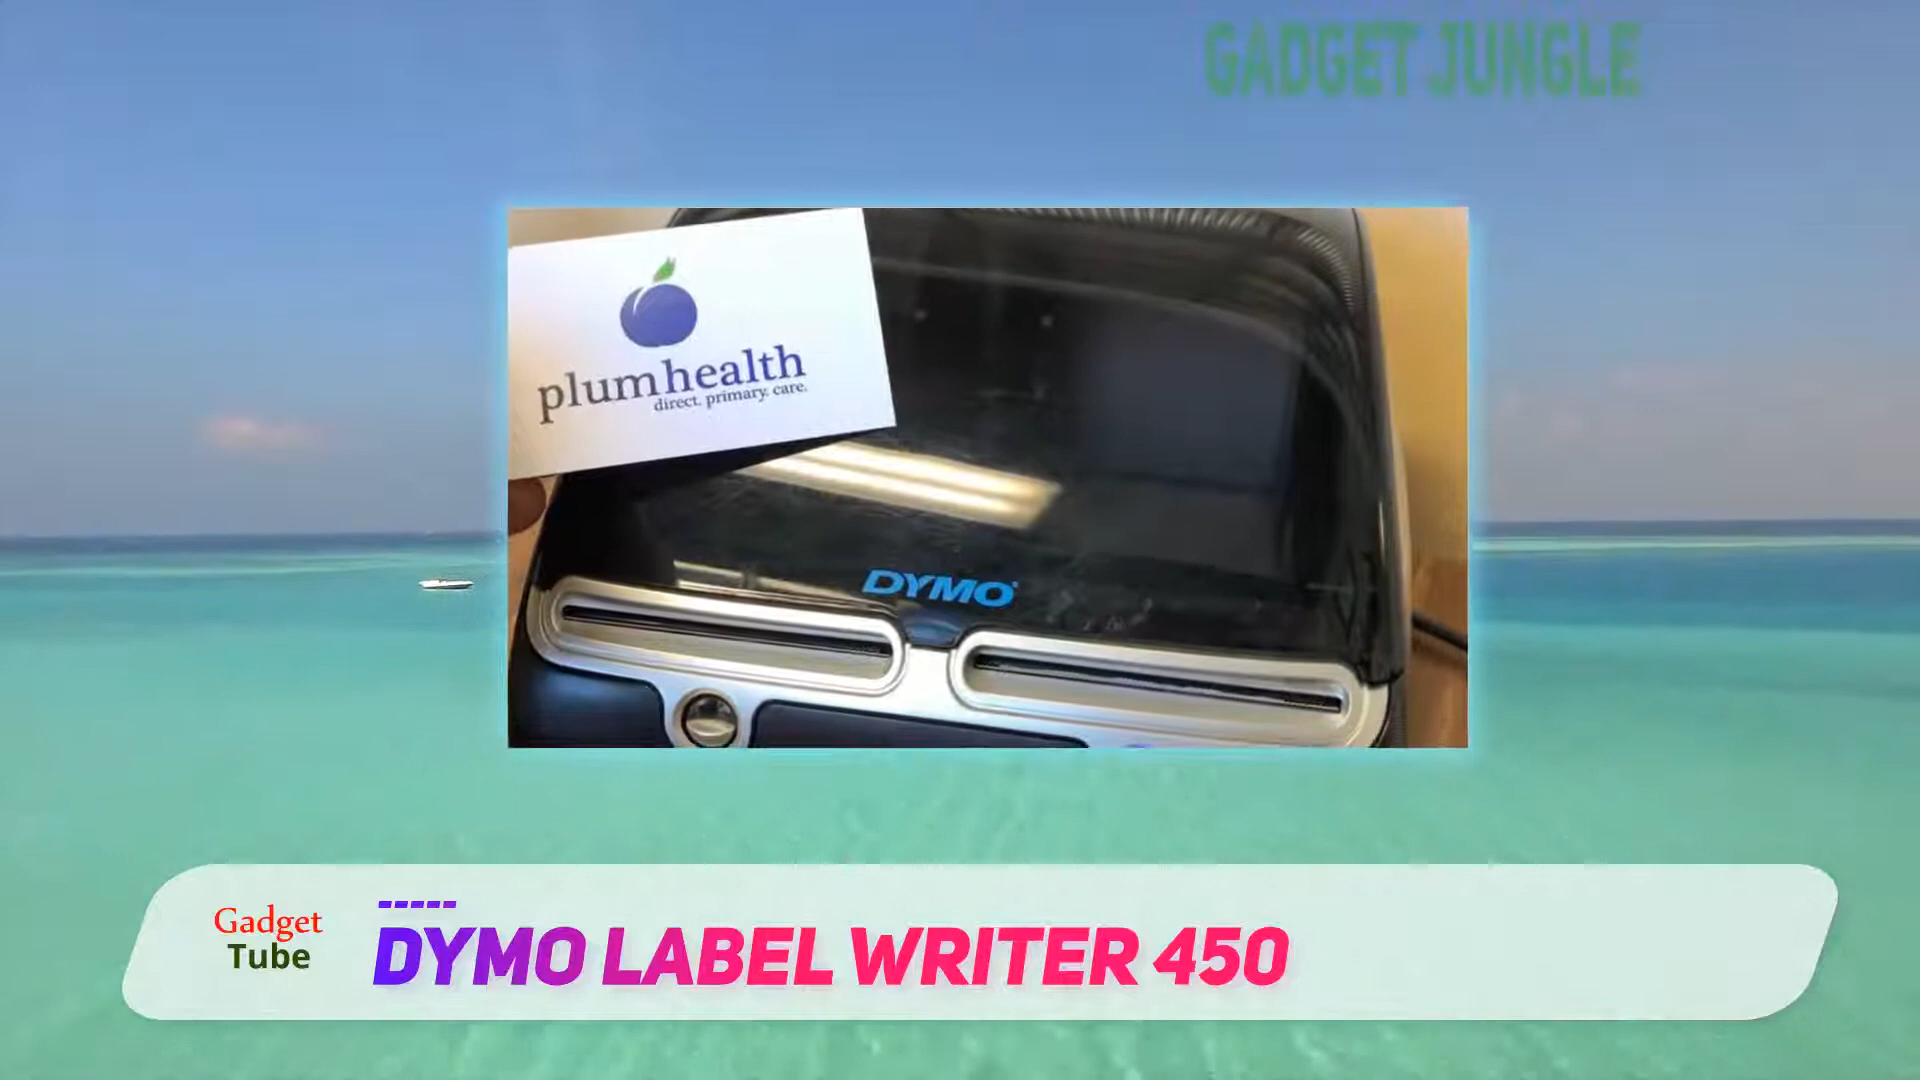 GADGET JUNGLE
plumhealth
direct. primary. care.
DYMO
Gadget
Tube
DYMO LABEL WRITER 450